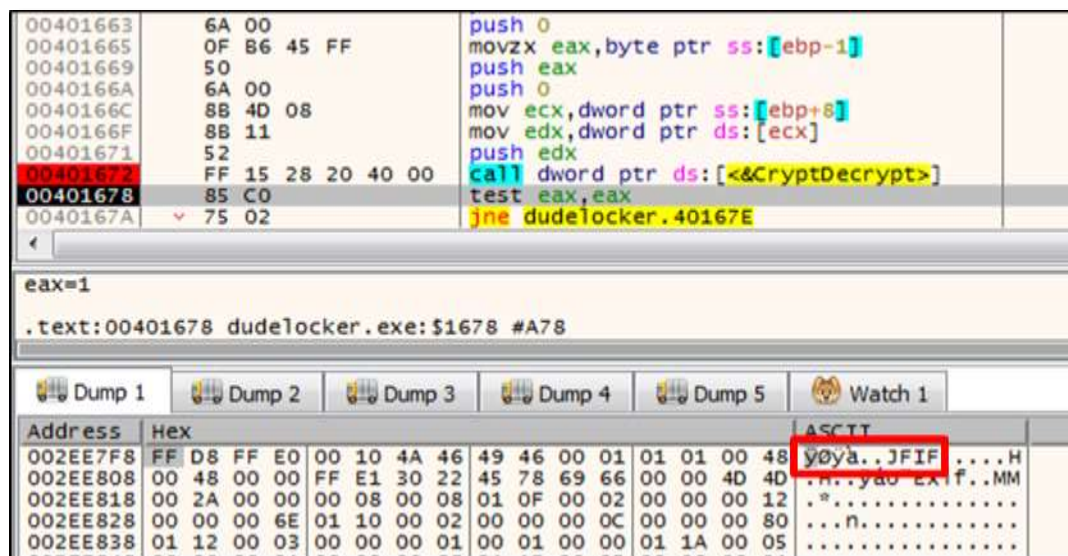 00401663 6A 00 push 0
00401665 0F B6 45 FF movzx eax,byte ptr ss:[ebp-1]
00401669 50 push eax
0040166A 6A 00 push 0
0040166C 8B 4D 08 mov ecx,dword ptr ss:[ebp+8]
0040166F 8B 11 mov edx,dword ptr ds:[ecx]
00401671 52 push edx
00401672 FF 15 28 20 40 00 call dword ptr ds:[<&CryptDecrypt>]
00401678 85 C0 test eax,eax
0040167A 75 02 jne dudelocker.40167E
eax=1
.text:00401678 dudelocker.exe:$1678 #A78
Dump 1 Dump 2 Dump 3 Dump 4 Dump 5 Watch 1
Address Hex ASCII
002EE7F8 FF D8 FF E0 00 10 4A 46 49 46 00 01 01 01 00 48 ÿØÿà..JFIF.....H
002EE808 00 48 00 00 FF E1 30 22 45 78 69 66 00 00 4D 4D .H..ÿá0"Exif..MM
002EE818 00 2A 00 00 00 08 00 08 01 0F 00 02 00 00 00 12 .*..............
002EE828 00 00 00 6E 01 10 00 02 00 00 00 0C 00 00 00 80 ...n............
002EE838 01 12 00 03 00 00 00 01 00 01 00 00 01 1A 00 05 ................